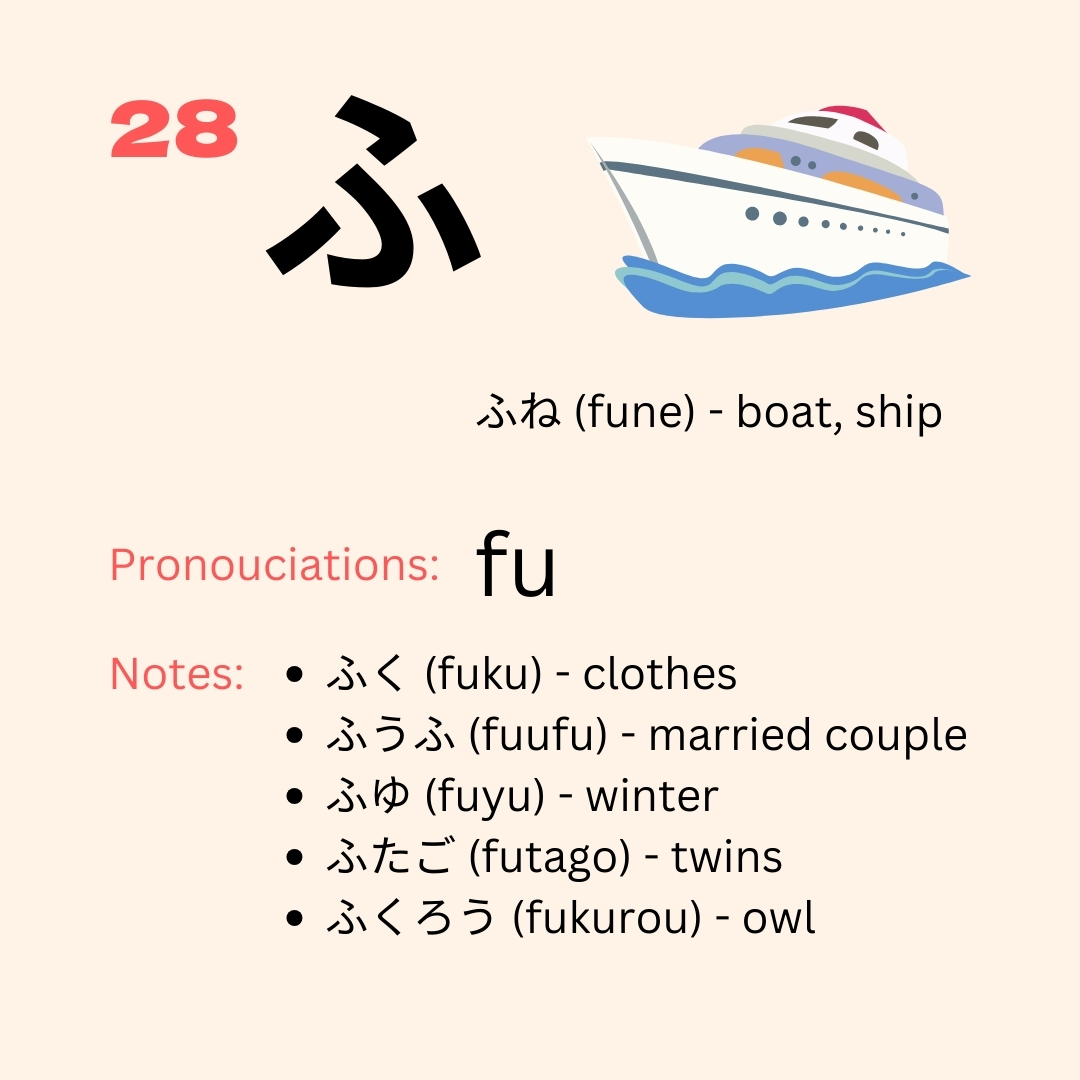 28 ふ
ふね (fune) - boat, ship
Pronouciations: fu
Notes: • ふく (fuku) - clothes
• ふうふ (fuufu) - married couple
• ふゆ (fuyu) - winter
• ふたご (futago) - twins
• ふくろう (fukurou) - owl